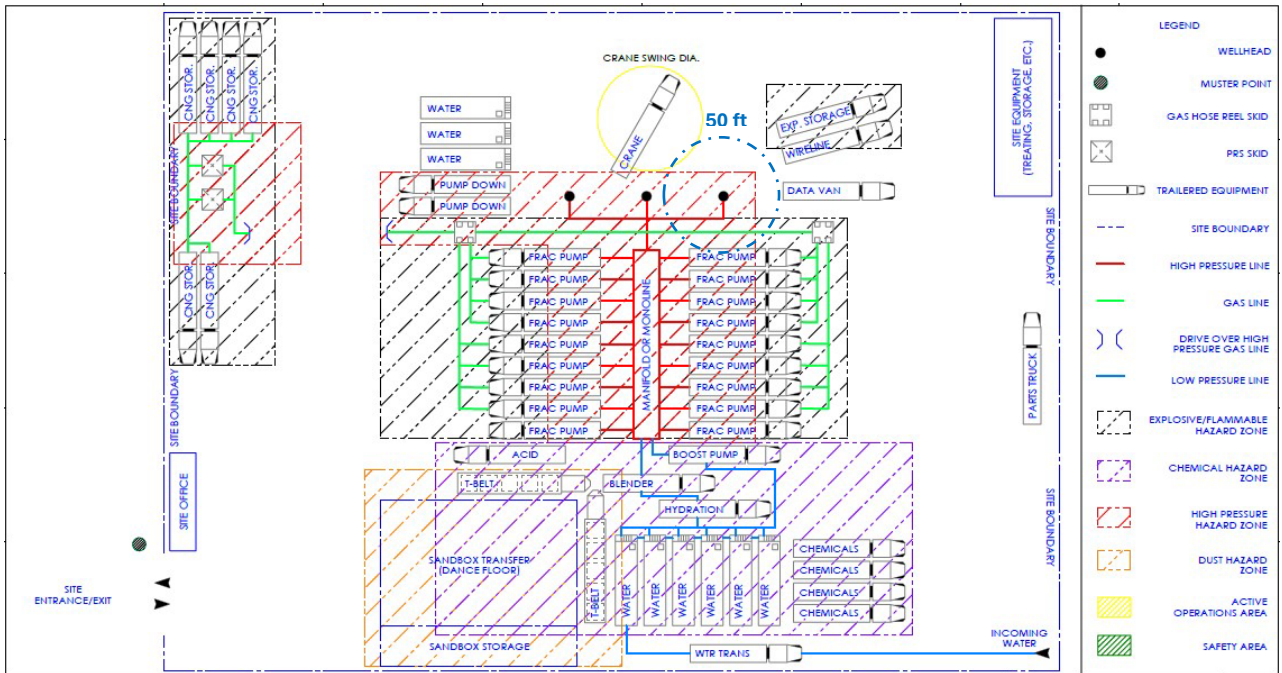 CRANE SWING DIA.
50 ft
CNG STOR.
CNG STOR.
CNG STOR.
CNG STOR.
WATER
WATER
WATER
CRANE
EXP. STORAGE
WIRELINE
SITE EQUIPMENT
(TREATING, STORAGE, ETC.)
SITE BOUNDARY
PUMP DOWN
PUMP DOWN
DATA VAN
SITE BOUNDARY
CNG STOR.
CNG STOR.
FRAC PUMP
FRAC PUMP
FRAC PUMP
FRAC PUMP
FRAC PUMP
FRAC PUMP
FRAC PUMP
FRAC PUMP
FRAC PUMP
MANIFOLD OR MONOLINE
FRAC PUMP
FRAC PUMP
FRAC PUMP
FRAC PUMP
FRAC PUMP
FRAC PUMP
FRAC PUMP
FRAC PUMP
FRAC PUMP
PARTS TRUCK
SITE BOUNDARY
ACID
BOOST PUMP
T-BELT
BLENDER
HYDRATION
SITE OFFICE
SITE BOUNDARY
SANDBOX TRANSFER
(DANCE FLOOR)
T-BELT
WATER
WATER
WATER
WATER
WATER
WATER
CHEMICALS
CHEMICALS
CHEMICALS
CHEMICALS
SITE
ENTRANCE/EXIT
SANDBOX STORAGE
WTR TRANS
INCOMING
WATER
LEGEND
WELLHEAD
MUSTER POINT
GAS HOSE REEL SKID
PRS SKID
TRAILERED EQUIPMENT
SITE BOUNDARY
HIGH PRESSURE LINE
GAS LINE
DRIVE OVER HIGH
PRESSURE GAS LINE
LOW PRESSURE LINE
EXPLOSIVE/FLAMMABLE
HAZARD ZONE
CHEMICAL HAZARD
ZONE
HIGH PRESSURE
HAZARD ZONE
DUST HAZARD
ZONE
ACTIVE
OPERATIONS AREA
SAFETY AREA